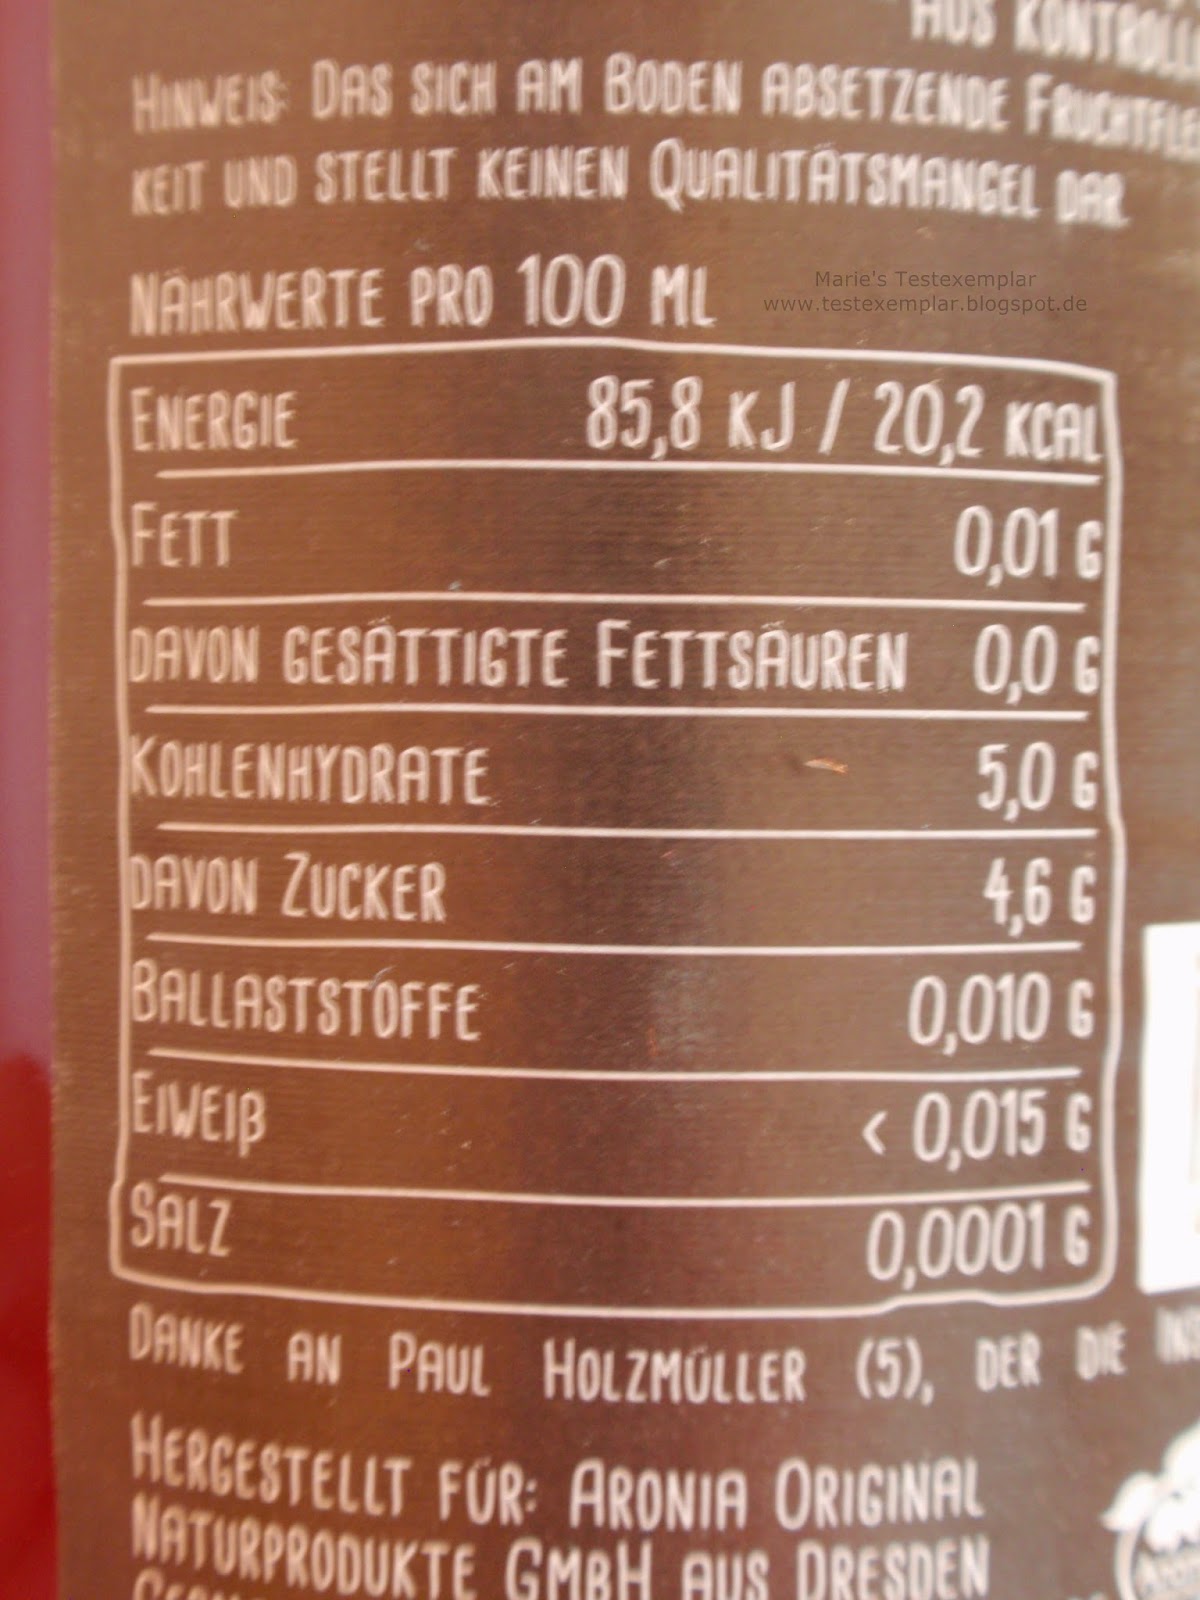 AUS KONTROLL
HINWEIS: DAS SICH AM BODEN ABSETZENDE FRUCHTFLE
KEIT UND STELLT KEINEN QUALITÄTSMANGEL DAR.
NÄHRWERTE PRO 100 ML
Marie's Testexemplar
www.testexemplar.blogspot.de
ENERGIE 85,8 KJ / 20,2 KCAL
FETT 0,01 G
DAVON GESÄTTIGTE FETTSÄUREN 0,0 G
KOHLENHYDRATE 5,0 G
DAVON ZUCKER 4,6 G
BALLASTSTOFFE 0,010 G
EIWEIß < 0,015 G
SALZ 0,0001 G
DANKE AN PAUL HOLZMÜLLER (5), DER DIE
HERGESTELLT FÜR: ARONIA ORIGINAL
NATURPRODUKTE GMBH AUS DRESDEN